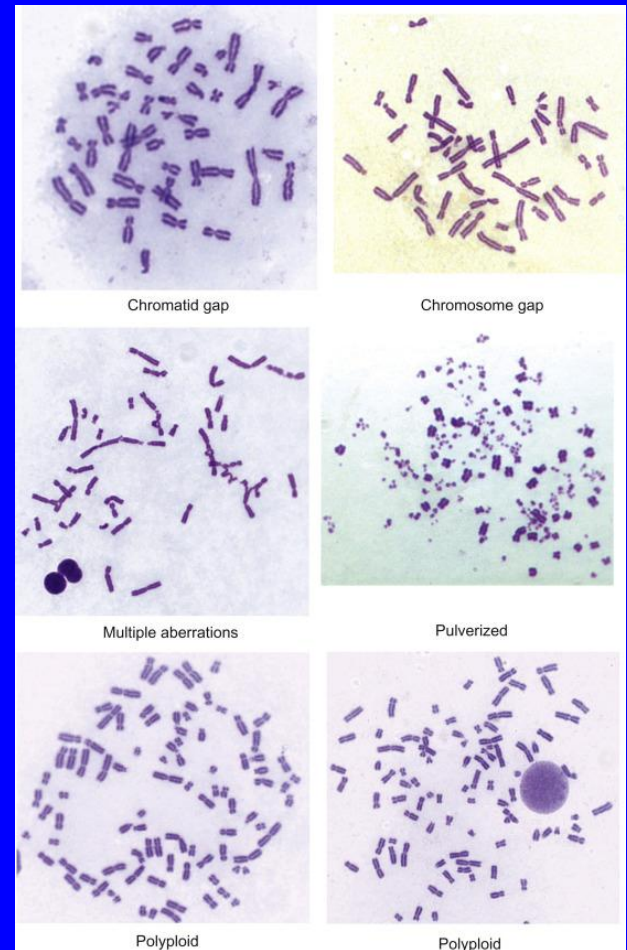 Chromatid gap
Chromosome gap
Multiple aberrations
Pulverized
Polyploid
Polyploid